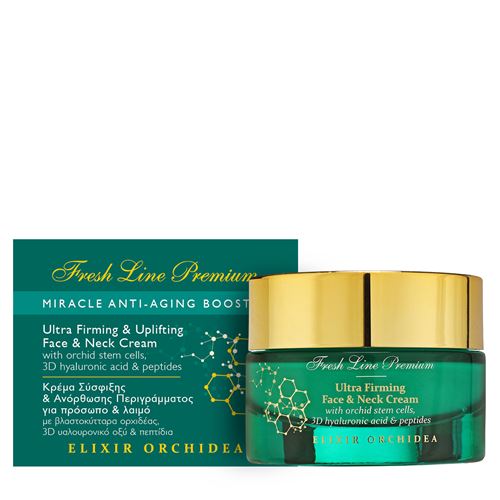 Fresh Line Premium
MIRACLE ANTI-AGING BOOST
Ultra Firming & Uplifting
Face & Neck Cream
with orchid stem cells,
3D hyaluronic acid & peptides
Κρέμα Σύσφιξης
& Ανόρθωσης Περιγράμματος
για πρόσωπο & λαιμό
με βλαστοκύτταρα ορχιδέας,
3D υαλουρονικό οξύ & πεπτίδια
ELIXIR ORCHIDEA
Fresh Line Premium
Ultra Firming
Face & Neck Cream
with orchid stem cells,
3D hyaluronic acid & peptides
ELIXIR ORCHIDEA